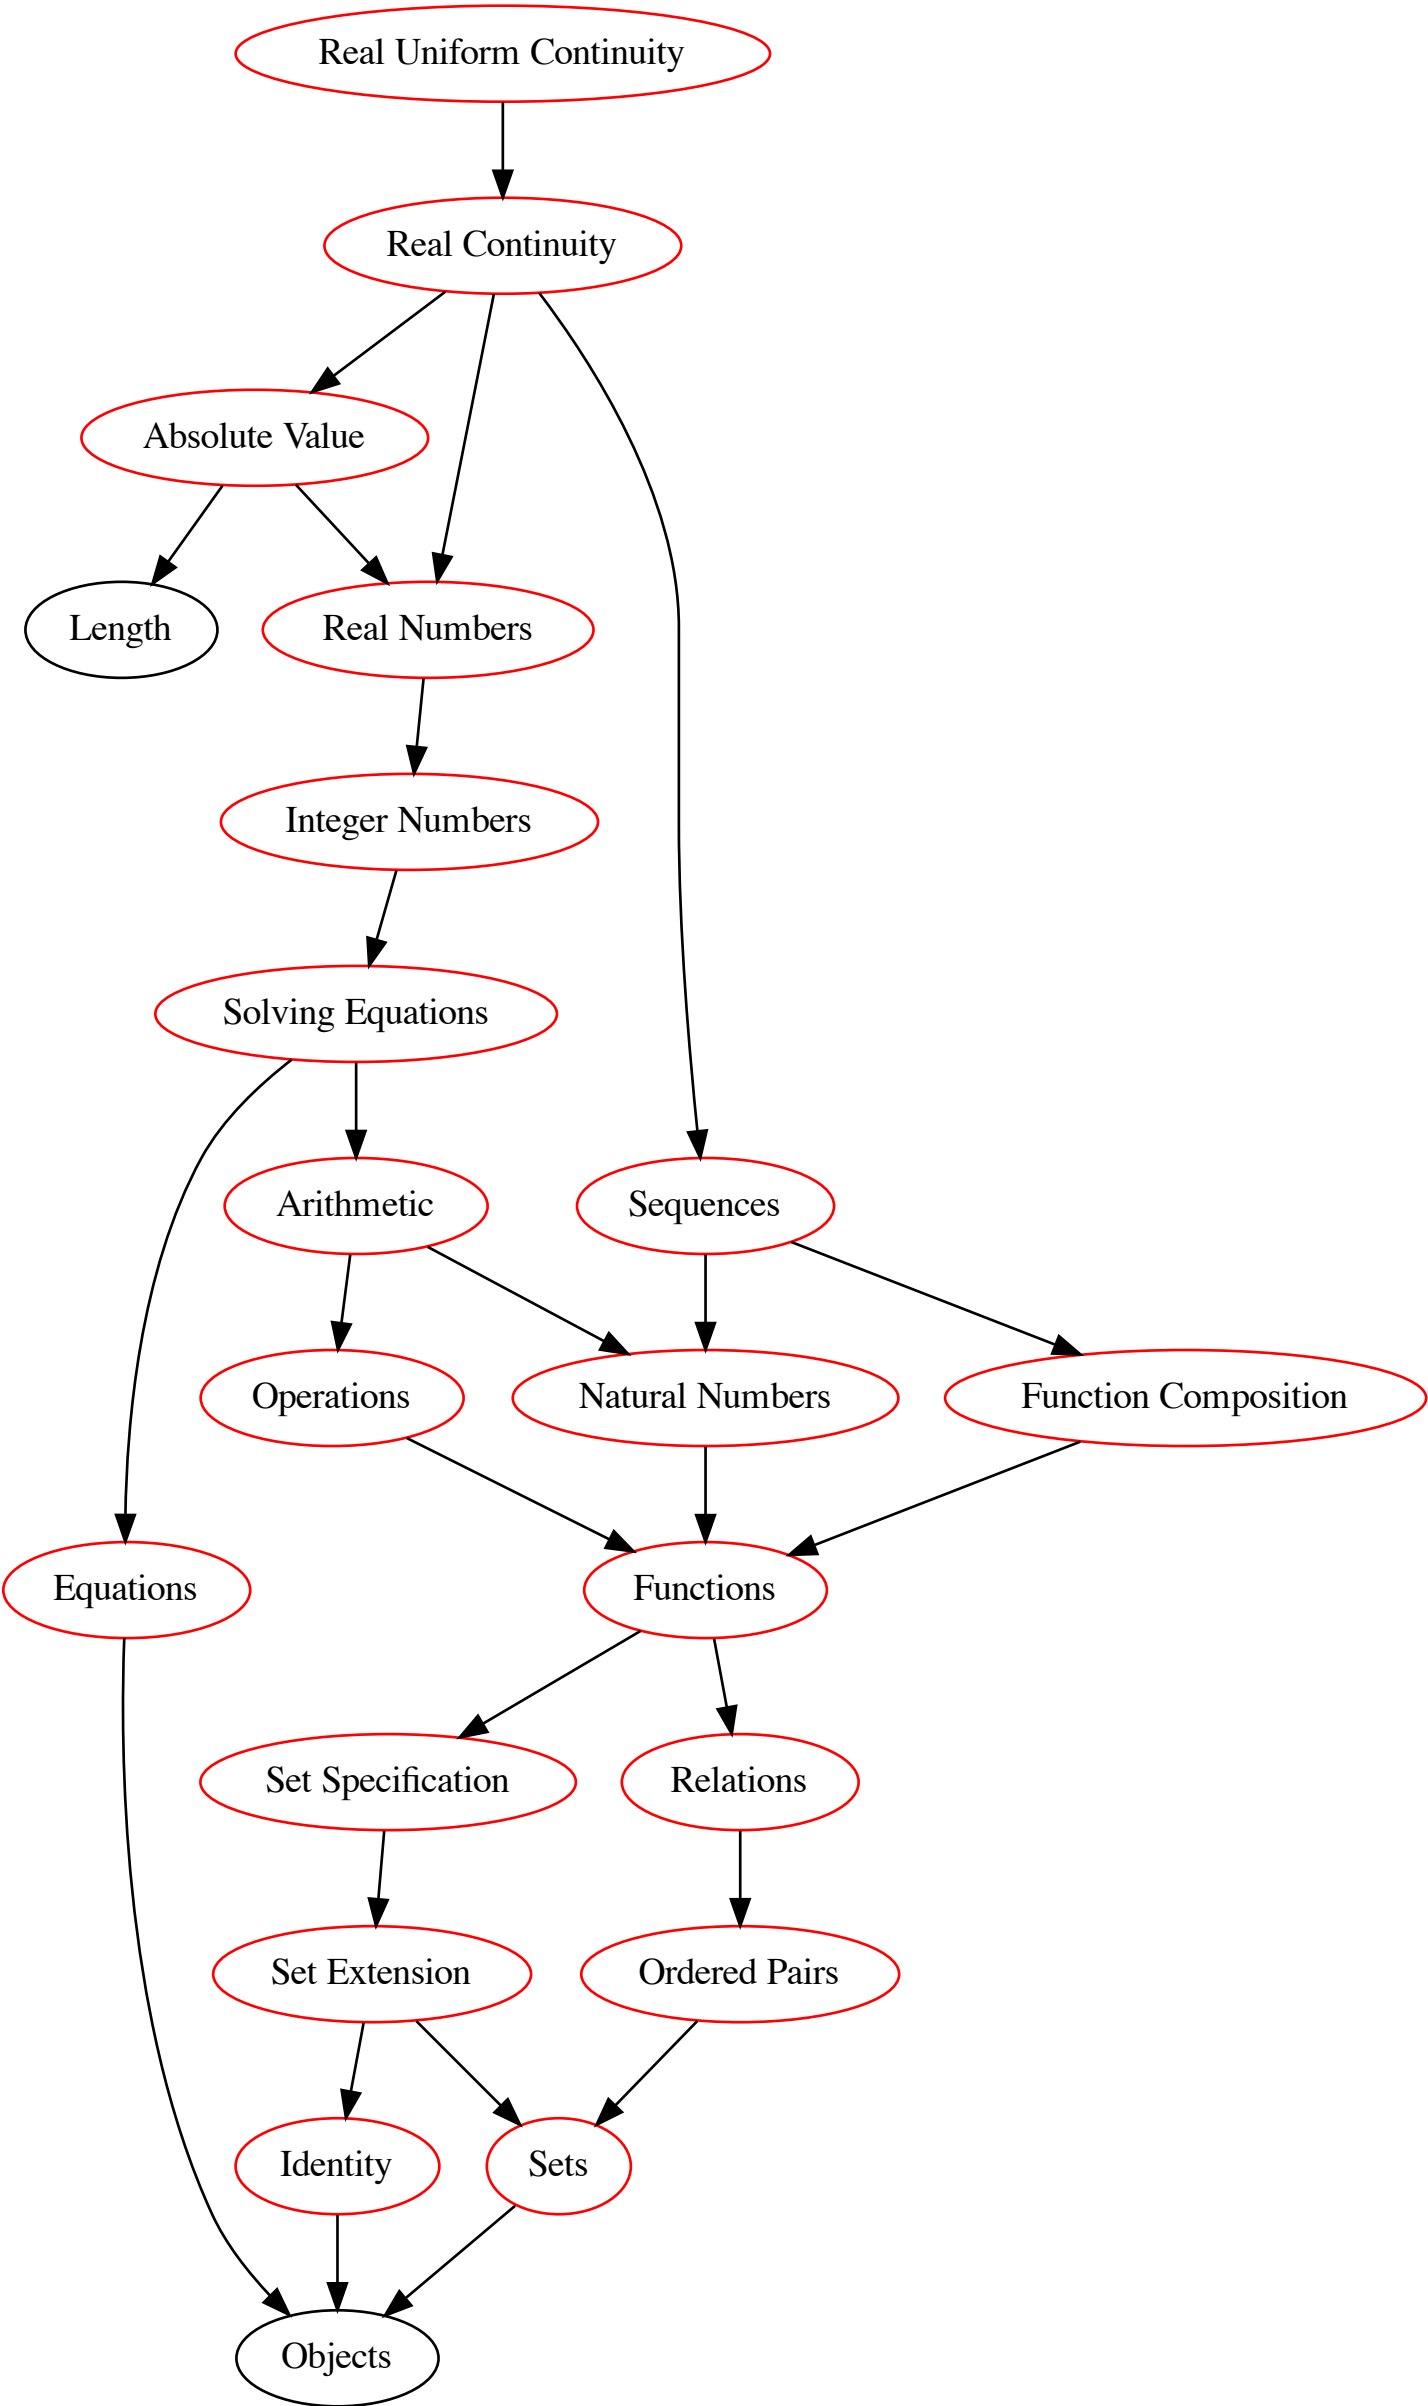 Real Uniform Continuity
Real Continuity
Absolute Value
Length
Real Numbers
Integer Numbers
Solving Equations
Arithmetic
Sequences
Operations
Natural Numbers
Function Composition
Equations
Functions
Set Specification
Relations
Set Extension
Ordered Pairs
Identity
Sets
Objects